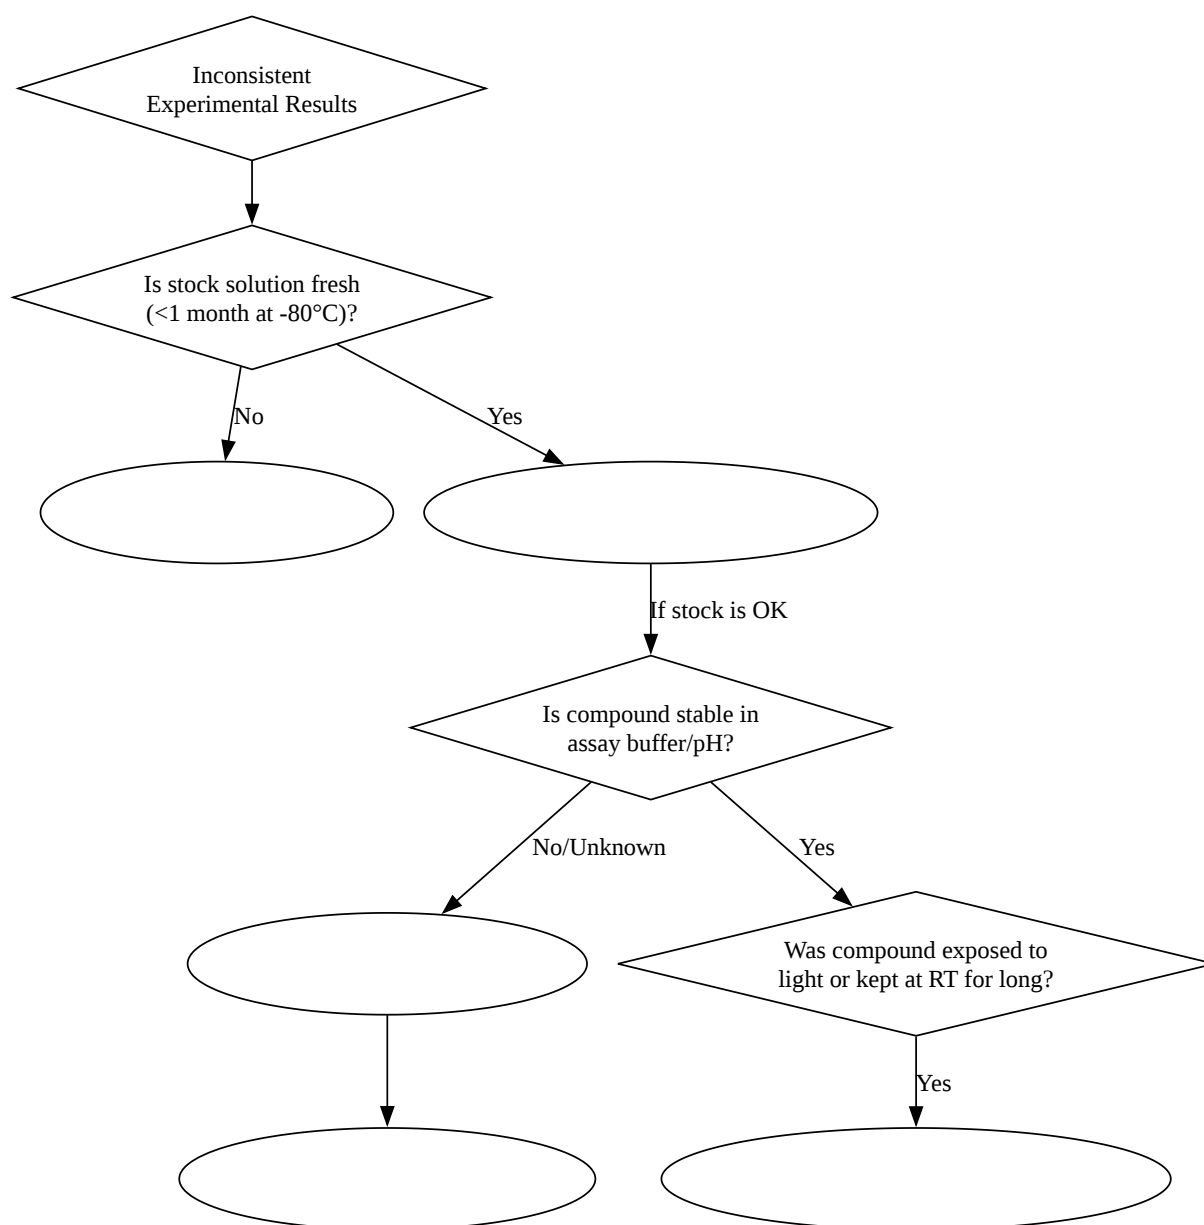 Inconsistent
Experimental Results
Is stock solution fresh
(<1 month at -80°C)?
No
Yes
If stock is OK
Is compound stable in
assay buffer/pH?
No/Unknown
Yes
Was compound exposed to
light or kept at RT for long?
Yes